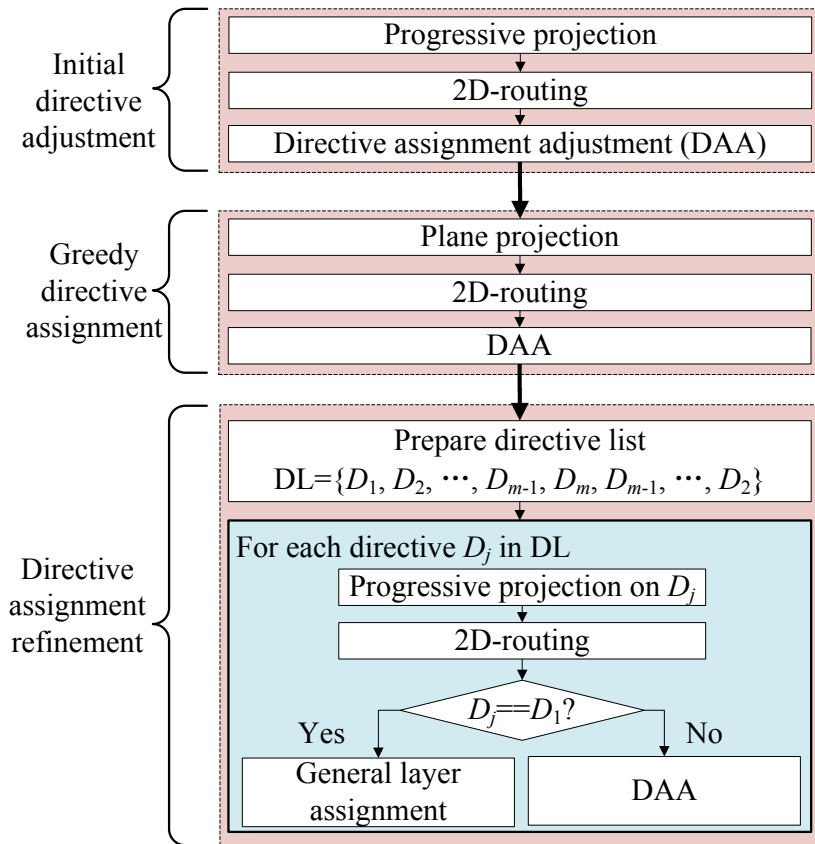 Initial
directive
adjustment
Progressive projection
2D-routing
Directive assignment adjustment (DAA)
Greedy
directive
assignment
Plane projection
2D-routing
DAA
Directive
assignment
refinement
Prepare directive list
DL={D₁, D₂, ⋯, Dₘ₋₁, Dₘ, Dₘ₋₁, ⋯, D₂}
For each directive Dⱼ in DL
Progressive projection on Dⱼ
2D-routing
Dⱼ==D₁?
Yes
No
General layer
assignment
DAA